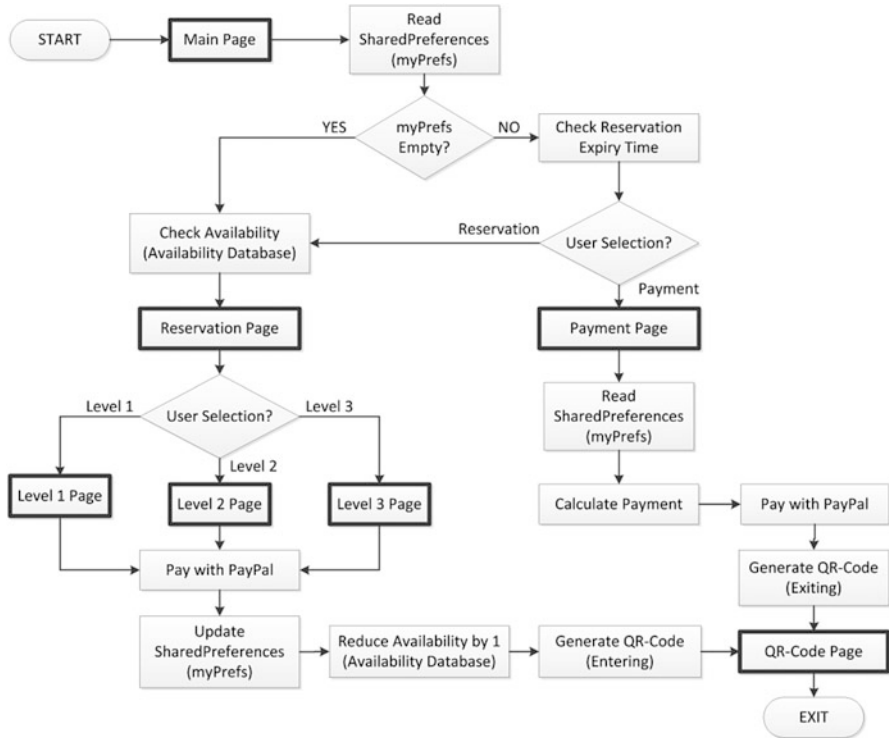 START
Main Page
Read
SharedPreferences
(myPrefs)
YES
myPrefs
Empty?
NO
Check Reservation
Expiry Time
Check Availability
(Availability Database)
Reservation
User Selection?
Payment
Reservation Page
Payment Page
Level 1
User Selection?
Level 3
Level 2
Read
SharedPreferences
(myPrefs)
Level 1 Page
Level 2 Page
Level 3 Page
Calculate Payment
Pay with PayPal
Pay with PayPal
Generate QR-Code
(Exiting)
Update
SharedPreferences
(myPrefs)
Reduce Availability by 1
(Availability Database)
Generate QR-Code
(Entering)
QR-Code Page
EXIT